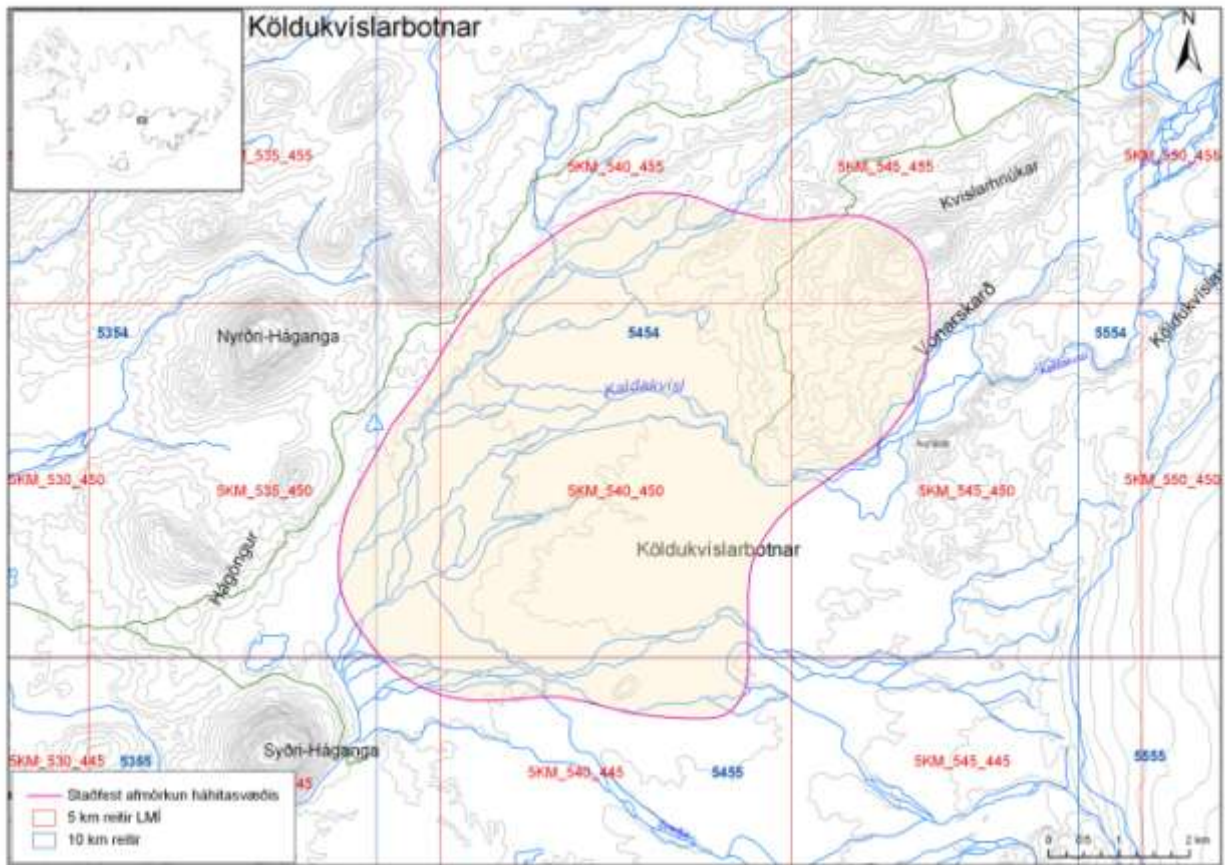 Köldukvíslarbotnar
N
5KM_535_455
5KM_540_455
5KM_545_455
5KM_550_455
Kvíslarhnúkar
5354
Nyrðri-Háganga
5454
Vonarskarð
5554
Kaldakvísl
5KM_530_450
5KM_535_450
5KM_540_450
5KM_545_450
5KM_550_450
Hágöngur
Köldukvíslarbotnar
Syðri-Háganga
5KM_530_445
5355
5KM_540_445
5455
5KM_545_445
5555
Staðfest afmörkun háhitasvæðis
5 km reitir LMÍ
10 km reitir
0 0,5 1 2 km